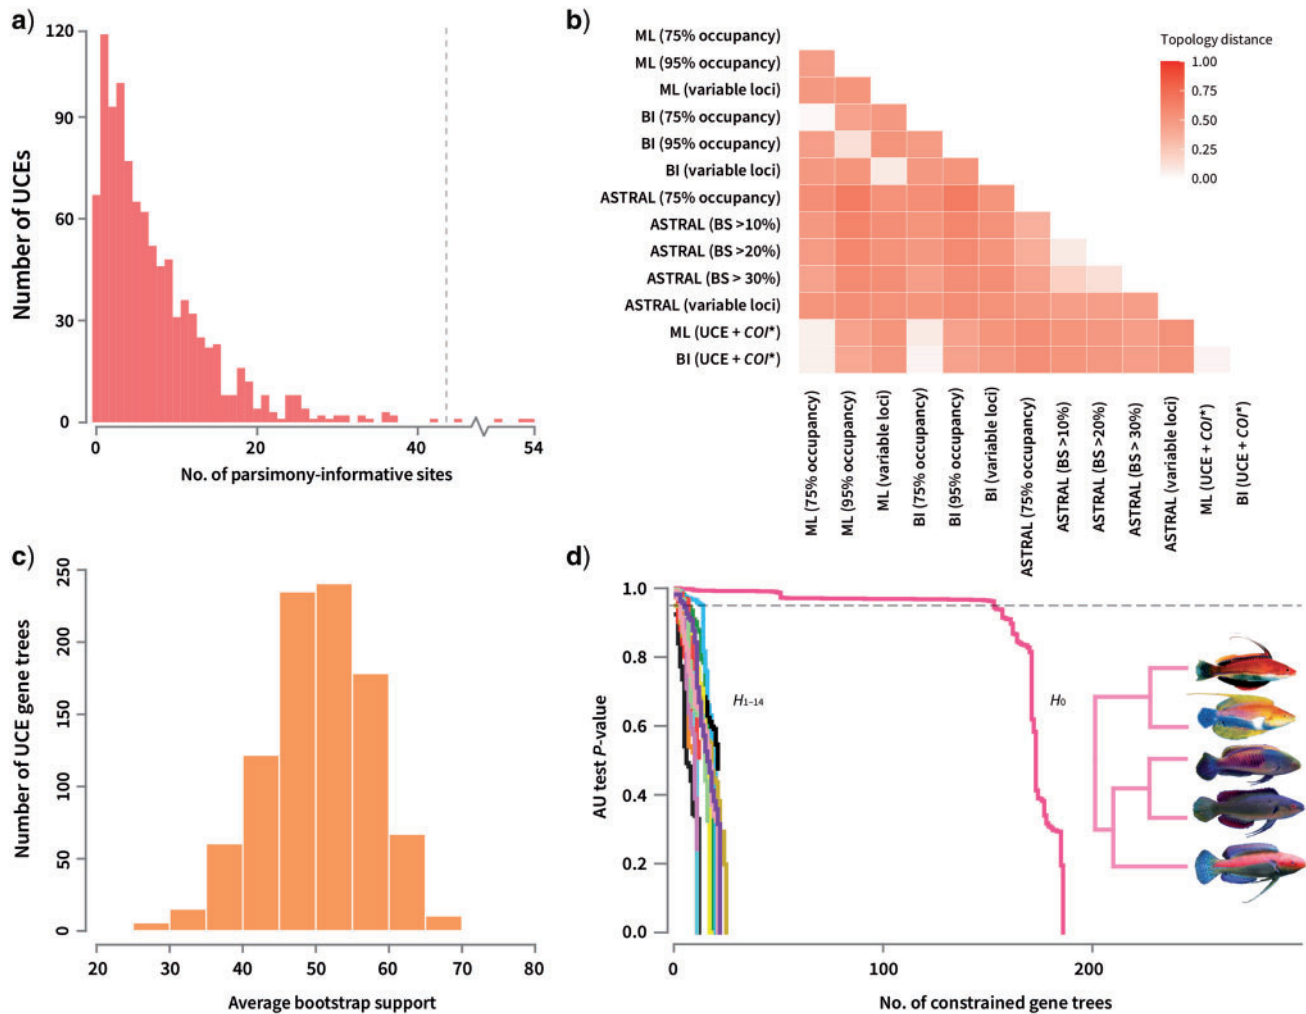 a)
120
90
60
30
0
Number of UCEs
0
20
40
54
No. of parsimony-informative sites
b)
ML (75% occupancy)
ML (95% occupancy)
ML (variable loci)
BI (75% occupancy)
BI (95% occupancy)
BI (variable loci)
ASTRAL (75% occupancy)
ASTRAL (BS >10%)
ASTRAL (BS >20%)
ASTRAL (BS > 30%)
ASTRAL (variable loci)
ML (UCE + COI*)
BI (UCE + COI*)
Topology distance
1.00
0.75
0.50
0.25
0.00
ML (75% occupancy)
ML (95% occupancy)
ML (variable loci)
BI (75% occupancy)
BI (95% occupancy)
BI (variable loci)
ASTRAL (75% occupancy)
ASTRAL (BS >10%)
ASTRAL (BS >20%)
ASTRAL (BS > 30%)
ASTRAL (variable loci)
ML (UCE + COI*)
BI (UCE + COI*)
c)
250
200
150
100
50
0
Number of UCE gene trees
20
30
40
50
60
70
80
Average bootstrap support
d)
1.0
0.8
0.6
0.4
0.2
0.0
AU test P-value
H1–14
H0
0
100
200
No. of constrained gene trees